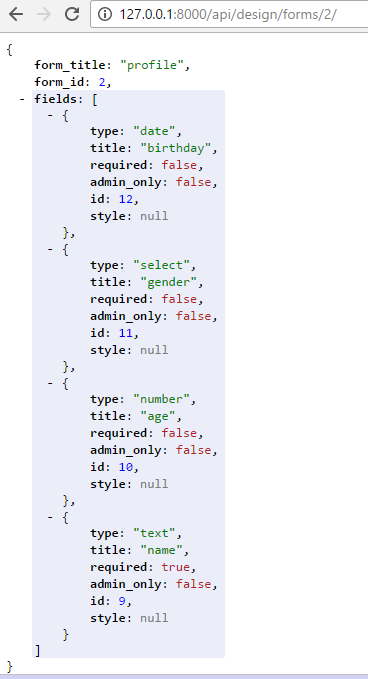 127.0.0.1:8000/api/design/forms/2/
{
form_title: "profile",
form_id: 2,
- fields: [
- {
type: "date",
title: "birthday",
required: false,
admin_only: false,
id: 12,
style: null
},
- {
type: "select",
title: "gender",
required: false,
admin_only: false,
id: 11,
style: null
},
- {
type: "number",
title: "age",
required: false,
admin_only: false,
id: 10,
style: null
},
- {
type: "text",
title: "name",
required: true,
admin_only: false,
id: 9,
style: null
}
]
}